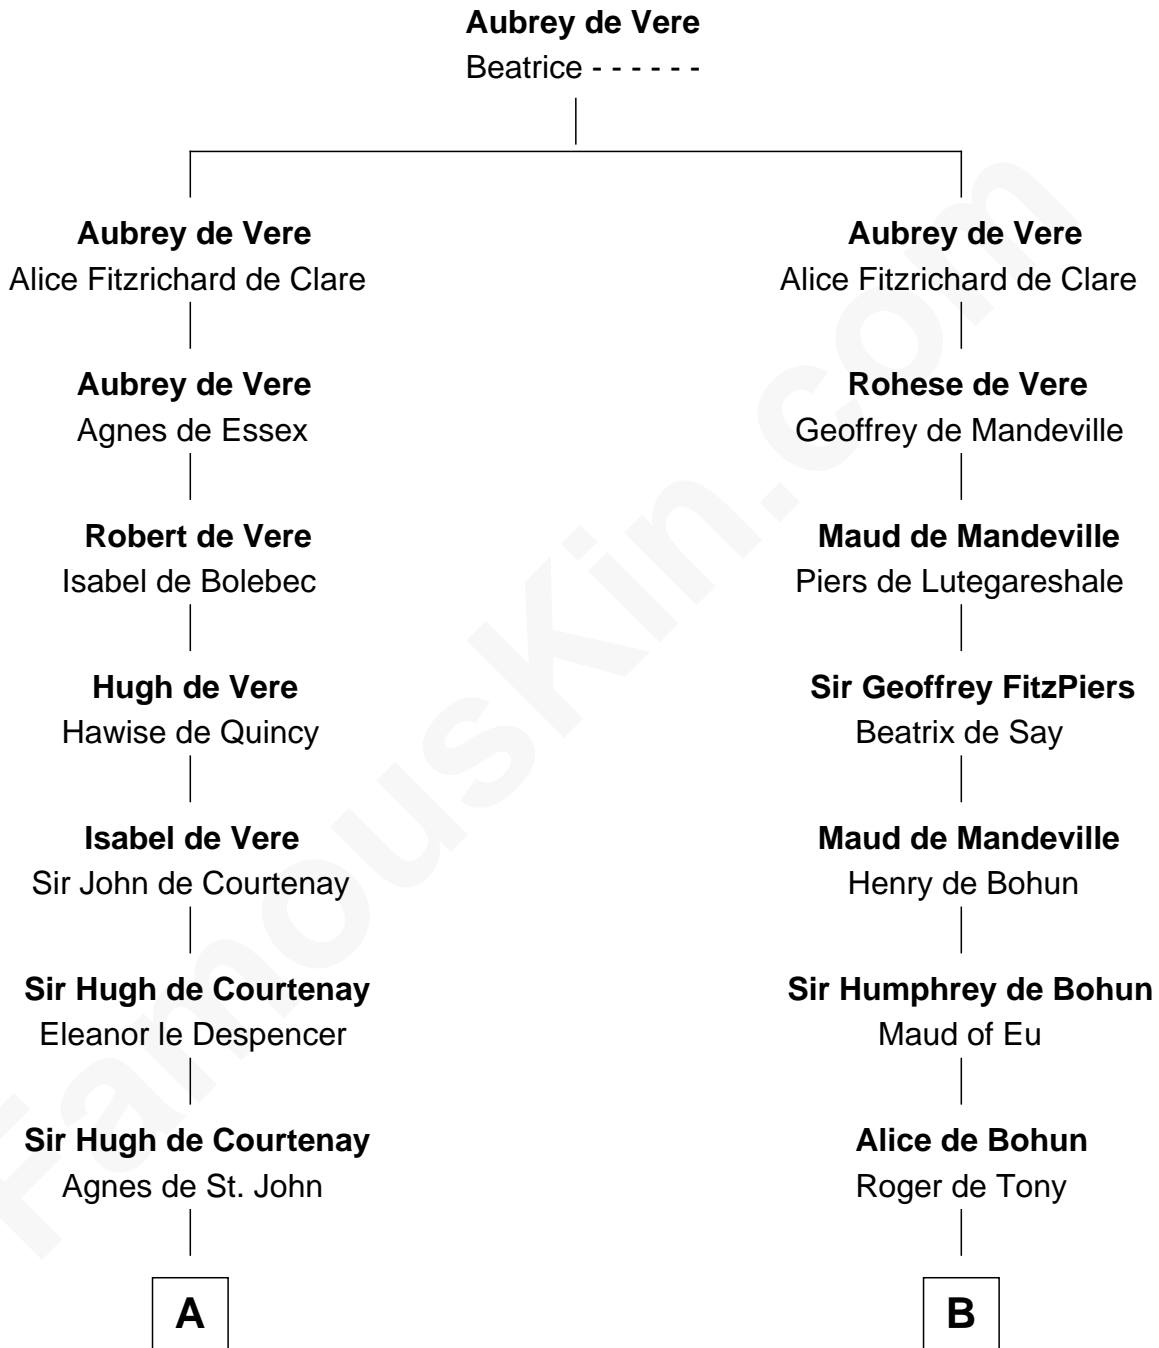 Aubrey de Vere
Beatrice - - - - - -
Aubrey de Vere
Alice Fitzrichard de Clare
Aubrey de Vere
Agnes de Essex
Robert de Vere
Isabel de Bolebec
Hugh de Vere
Hawise de Quincy
Isabel de Vere
Sir John de Courtenay
Sir Hugh de Courtenay
Eleanor le Despencer
Sir Hugh de Courtenay
Agnes de St. John
A
Aubrey de Vere
Alice Fitzrichard de Clare
Rohese de Vere
Geoffrey de Mandeville
Maud de Mandeville
Piers de Lutegareshale
Sir Geoffrey FitzPiers
Beatrix de Say
Maud de Mandeville
Henry de Bohun
Sir Humphrey de Bohun
Maud of Eu
Alice de Bohun
Roger de Tony
B
FamousKin.com